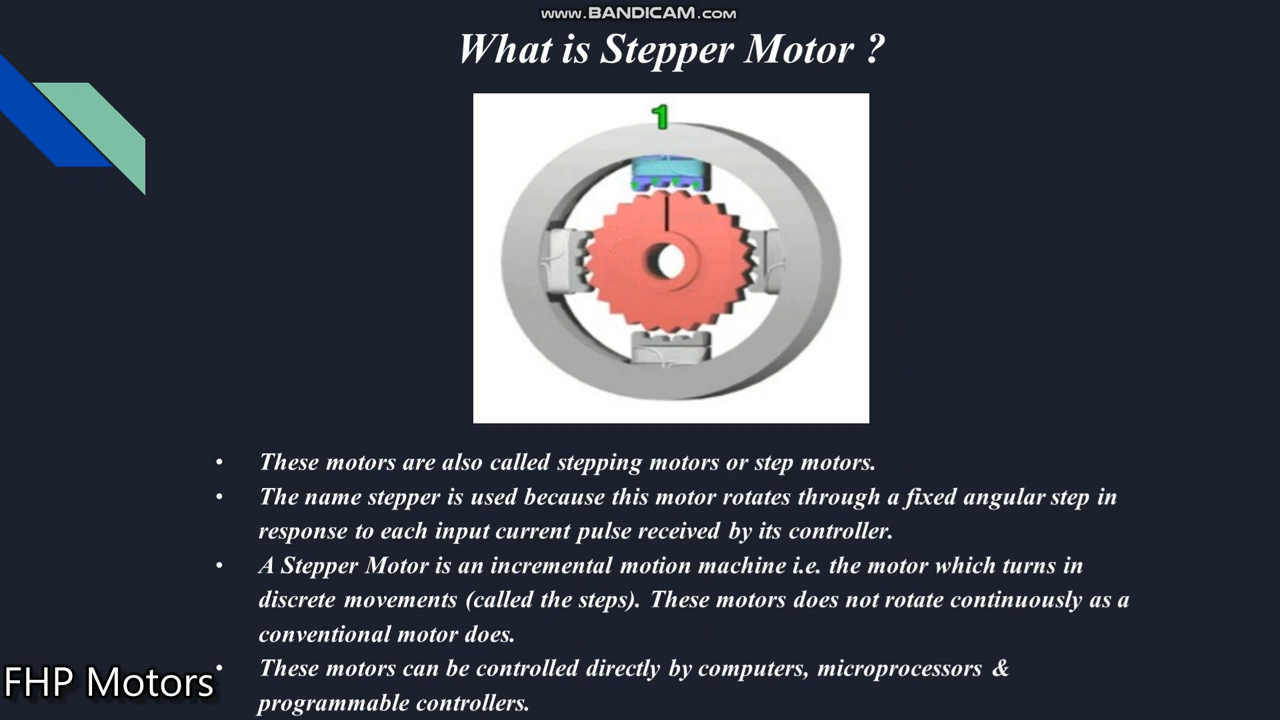 www.BANDICAM.com
What is Stepper Motor ?
1
• These motors are also called stepping motors or step motors.
• The name stepper is used because this motor rotates through a fixed angular step in
response to each input current pulse received by its controller.
• A Stepper Motor is an incremental motion machine i.e. the motor which turns in
discrete movements (called the steps). These motors does not rotate continuously as a
conventional motor does.
• These motors can be controlled directly by computers, microprocessors &
programmable controllers.
FHP Motors